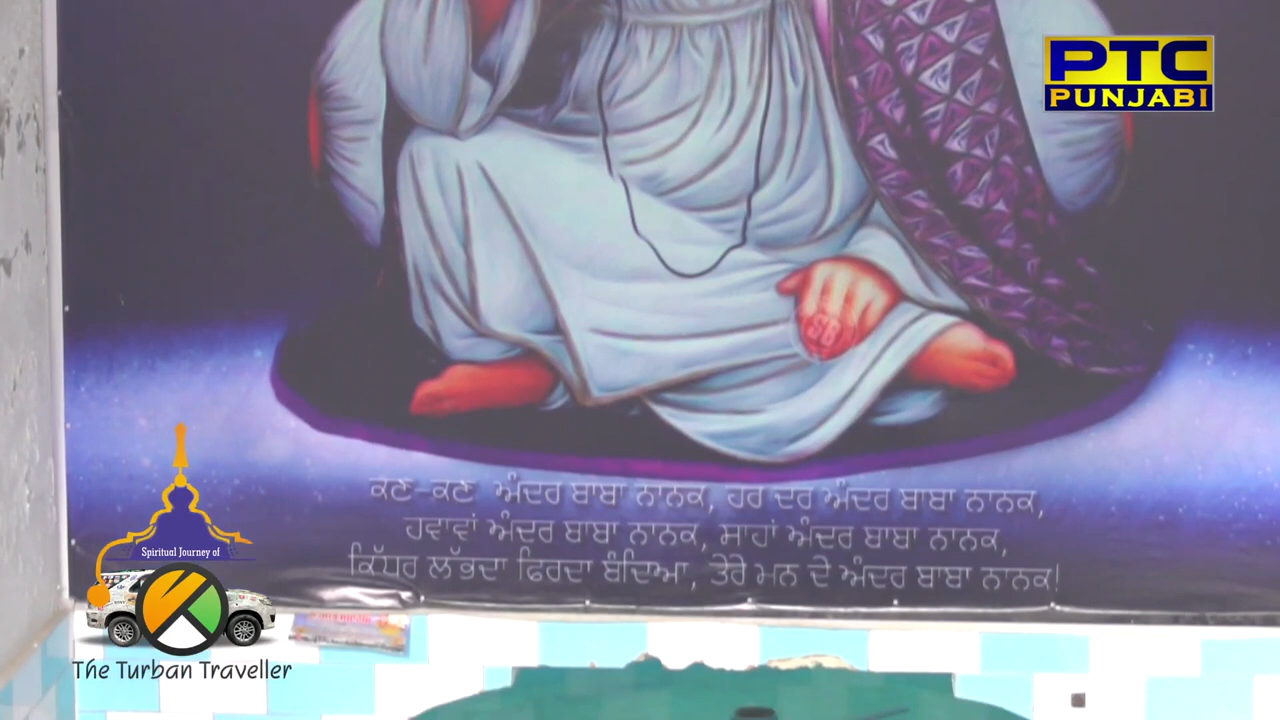 PTC
PUNJABI
ਕਣ-ਕਣ ਅੰਦਰ ਬਾਬਾ ਨਾਨਕ, ਹਰ ਦਰ ਅੰਦਰ ਬਾਬਾ ਨਾਨਕ,
ਹਵਾਵਾਂ ਅੰਦਰ ਬਾਬਾ ਨਾਨਕ, ਸਾਹਾਂ ਅੰਦਰ ਬਾਬਾ ਨਾਨਕ,
ਕਿੱਧਰ ਲੱਭਦਾ ਫਿਰਦਾ ਬੰਦਿਆ, ਤੇਰੇ ਮਨ ਦੇ ਅੰਦਰ ਬਾਬਾ ਨਾਨਕ!
Spiritual Journey of
The Turban Traveller